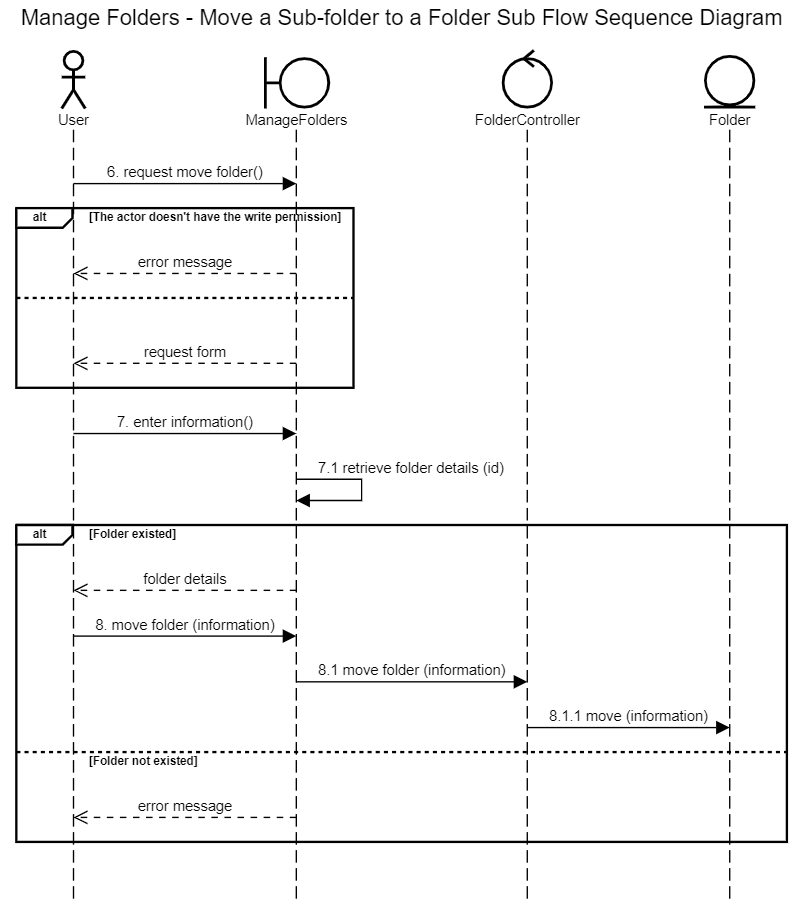 Manage Folders - Move a Sub-folder to a Folder Sub Flow Sequence Diagram
User
ManageFolders
FolderController
Folder
6. request move folder()
alt
[The actor doesn't have the write permission]
error message
request form
7. enter information()
7.1 retrieve folder details (id)
alt
[Folder existed]
folder details
8. move folder (information)
8.1 move folder (information)
8.1.1 move (information)
[Folder not existed]
error message